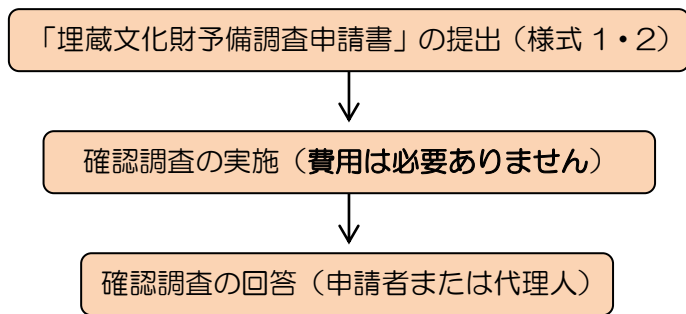 「埋蔵文化財予備調査申請書」の提出（様式 1・2）
確認調査の実施（費用は必要ありません）
確認調査の回答（申請者または代理人）